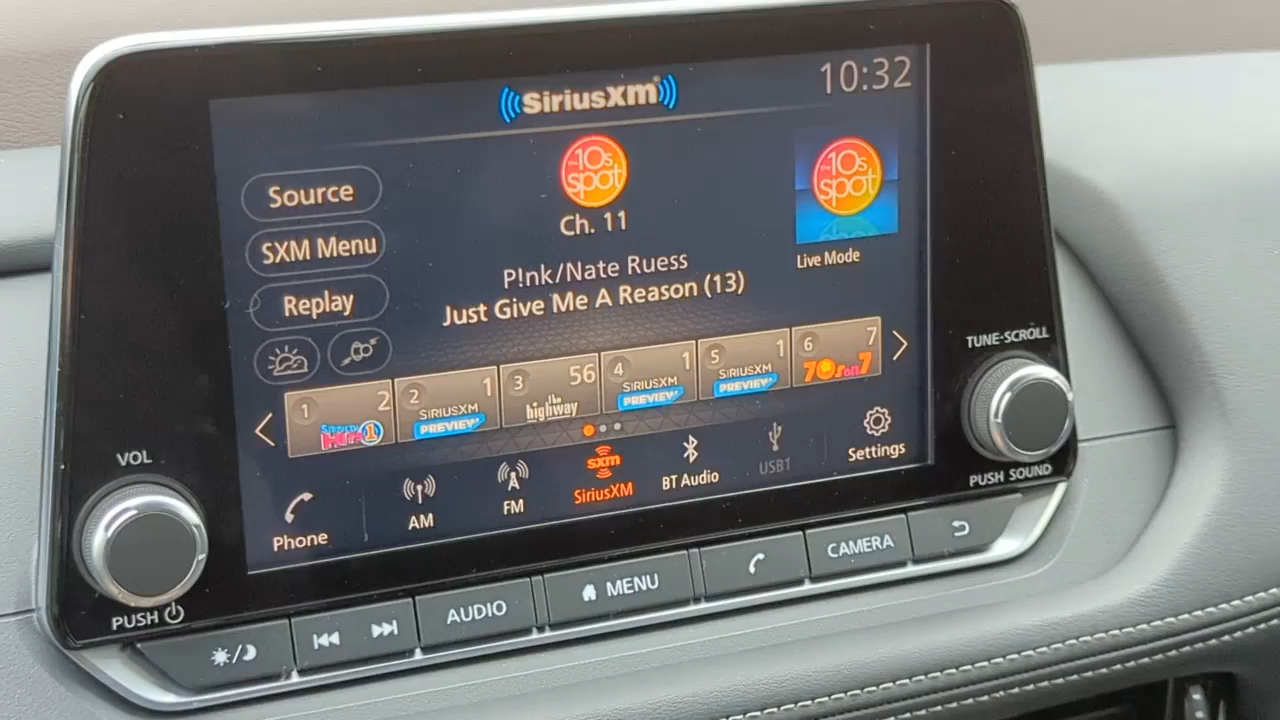 SiriusXM
10:32
Source
SXM Menu
Replay
the 10s spot
Ch. 11
the 10s spot
Live Mode
P!nk/Nate Ruess
Just Give Me A Reason (13)
1 2 SiriusXM Hits 1
2 1 SIRIUSXM PREVIEW
3 56 the highway
4 1 SIRIUSXM PREVIEW
5 1 SIRIUSXM PREVIEW
6 7 70s on 7
Phone
AM
FM
sxm
SiriusXM
BT Audio
USB1
Settings
VOL
PUSH
TUNE·SCROLL
PUSH SOUND
AUDIO
MENU
CAMERA